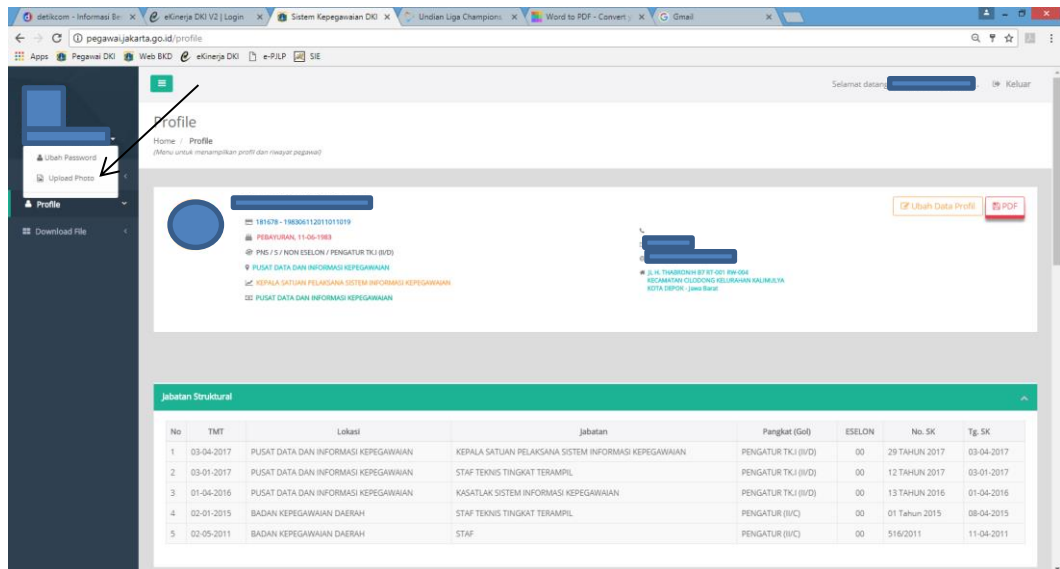 detikcom - Informasi Ber
eKinerja DKI V2 | Login
Sistem Kepegawaian DKI
Undian Liga Champions
Word to PDF - Convert y
Gmail
pegawai.jakarta.go.id/profile
Apps
Pegawai DKI
Web BKD
eKinerja DKI
e-PJLP
SIE
Selamat datang
Keluar
Ubah Password
Upload Photo
Profile
Download File
Profile
Home / Profile
(Menu untuk menampilkan profil dan riwayat pegawai)
Ubah Data Profil
PDF
181678 - 198306112011011019
PEBAYURAN, 11-06-1983
PNS / S / NON ESELON / PENGATUR TK.I (II/D)
PUSAT DATA DAN INFORMASI KEPEGAWAIAN
KEPALA SATUAN PELAKSANA SISTEM INFORMASI KEPEGAWAIAN
PUSAT DATA DAN INFORMASI KEPEGAWAIAN
RT-001 RW-004
KECAMATAN CILODONG KELURAHAN KALIMULYA
KOTA DEPOK - Jawa Barat
Jabatan Struktural
No TMT Lokasi Jabatan Pangkat (Gol) ESELON No. SK Tg. SK
1 03-04-2017 PUSAT DATA DAN INFORMASI KEPEGAWAIAN KEPALA SATUAN PELAKSANA SISTEM INFORMASI KEPEGAWAIAN PENGATUR TK.I (II/D) 00 29 TAHUN 2017 03-04-2017
2 03-01-2017 PUSAT DATA DAN INFORMASI KEPEGAWAIAN STAF TEKNIS TINGKAT TERAMPIL PENGATUR TK.I (II/D) 00 12 TAHUN 2017 03-01-2017
3 01-04-2016 PUSAT DATA DAN INFORMASI KEPEGAWAIAN KASATLAK SISTEM INFORMASI KEPEGAWAIAN PENGATUR TK.I (II/D) 00 13 TAHUN 2016 01-04-2016
4 02-01-2015 BADAN KEPEGAWAIAN DAERAH STAF TEKNIS TINGKAT TERAMPIL PENGATUR (II/C) 00 01 Tahun 2015 08-04-2015
5 02-05-2011 BADAN KEPEGAWAIAN DAERAH STAF PENGATUR (II/C) 00 516/2011 11-04-2011